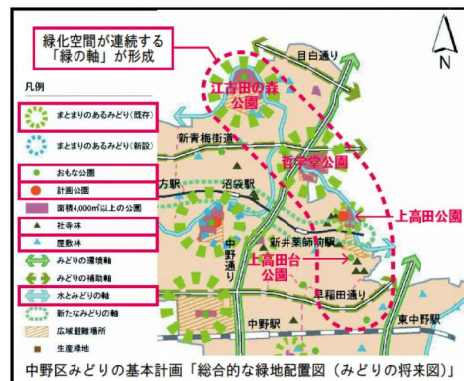 緑化空間が連続する
「緑の軸」が形成
目白通り
N
江古田の森
公園
凡例
まとまりのあるみどり(既存)
まとまりのあるみどり(新設)
新青梅街道
哲学堂公園
おもな公園
計画公園
方駅
沼袋駅
面積4,000㎡以上の公園
上高田公園
社寺林
新井薬師前駅
屋敷林
中野通り
上高田台
公園
みどりの環境軸
みどりの補助軸
水とみどりの軸
早稲田通り
新たなみどりの軸
中野駅
東中野駅
広域避難場所
生産緑地
中野区みどりの基本計画「総合的な緑地配置図(みどりの将来図)」